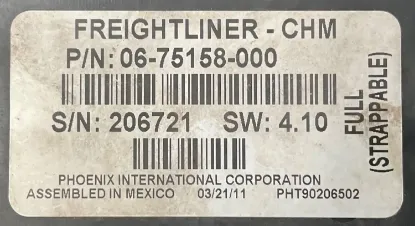 FREIGHTLINER - CHM
P/N: 06-75158-000
S/N: 206721 SW: 4.10
FULL
(STRAPPABLE)
PHOENIX INTERNATIONAL CORPORATION
ASSEMBLED IN MEXICO 03/21/11 PHT90206502